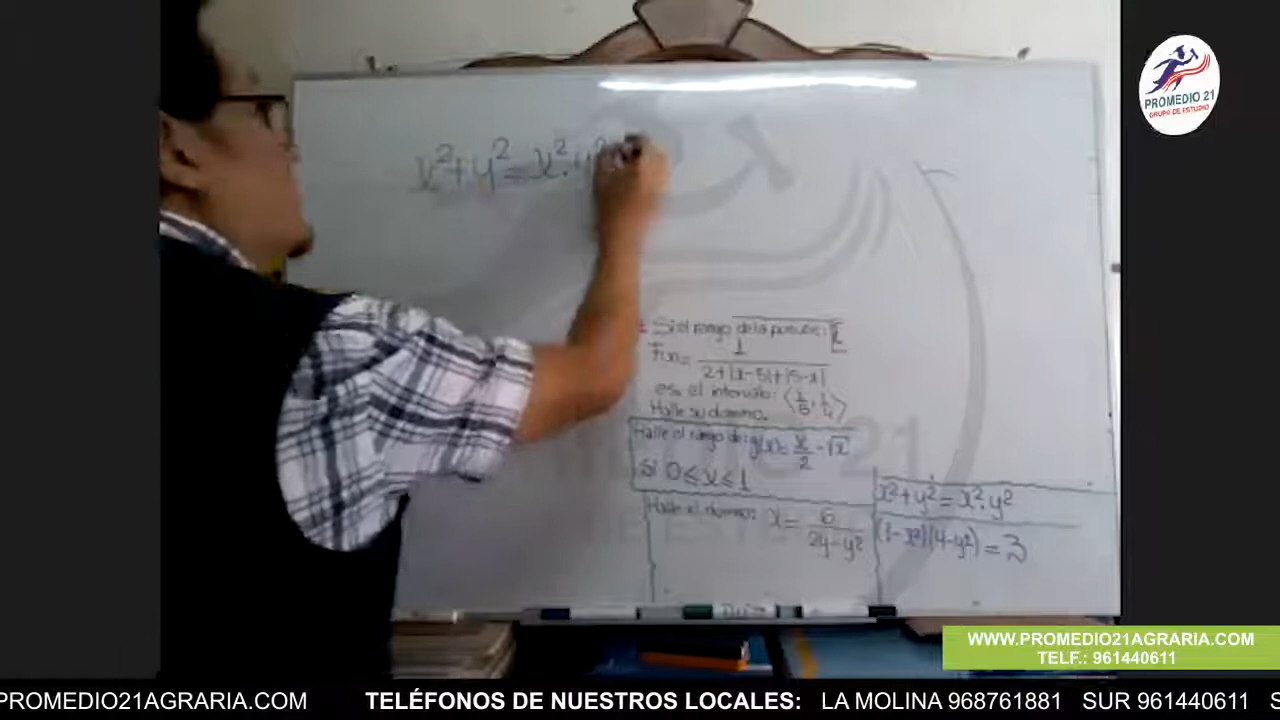 PROMEDIO 21
GRUPO DE ESTUDIO
x²+y²=x².y²
Si el rango de la función:
F(x)= 1
2+|x-5|+|5-x|
es el intervalo: ⟨1/5, 1/4⟩
Halle su dominio.
Halle el rango de: g(x)= x/2 -√x
Si 0≤x≤1
Halle el dominio: x= 6
2y-y²
x²+y²=x².y²
(1-x²)(4-y²)=3
WWW.PROMEDIO21AGRARIA.COM
TELF.: 961440611
PROMEDIO21AGRARIA.COM TELÉFONOS DE NUESTROS LOCALES: LA MOLINA 968761881 SUR 961440611 S